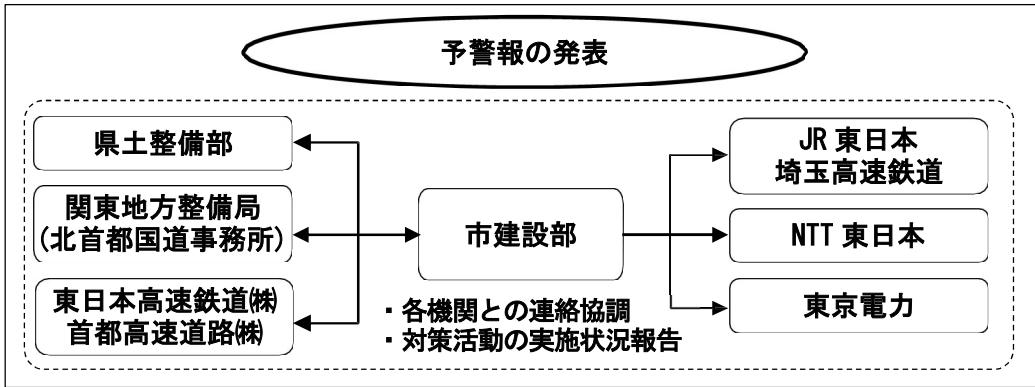 予警報の発表
県土整備部
関東地方整備局
(北首都国道事務所)
東日本高速鉄道㈱
首都高速道路㈱
市建設部
・各機関との連絡協調
・対策活動の実施状況報告
JR 東日本
埼玉高速鉄道
NTT 東日本
東京電力